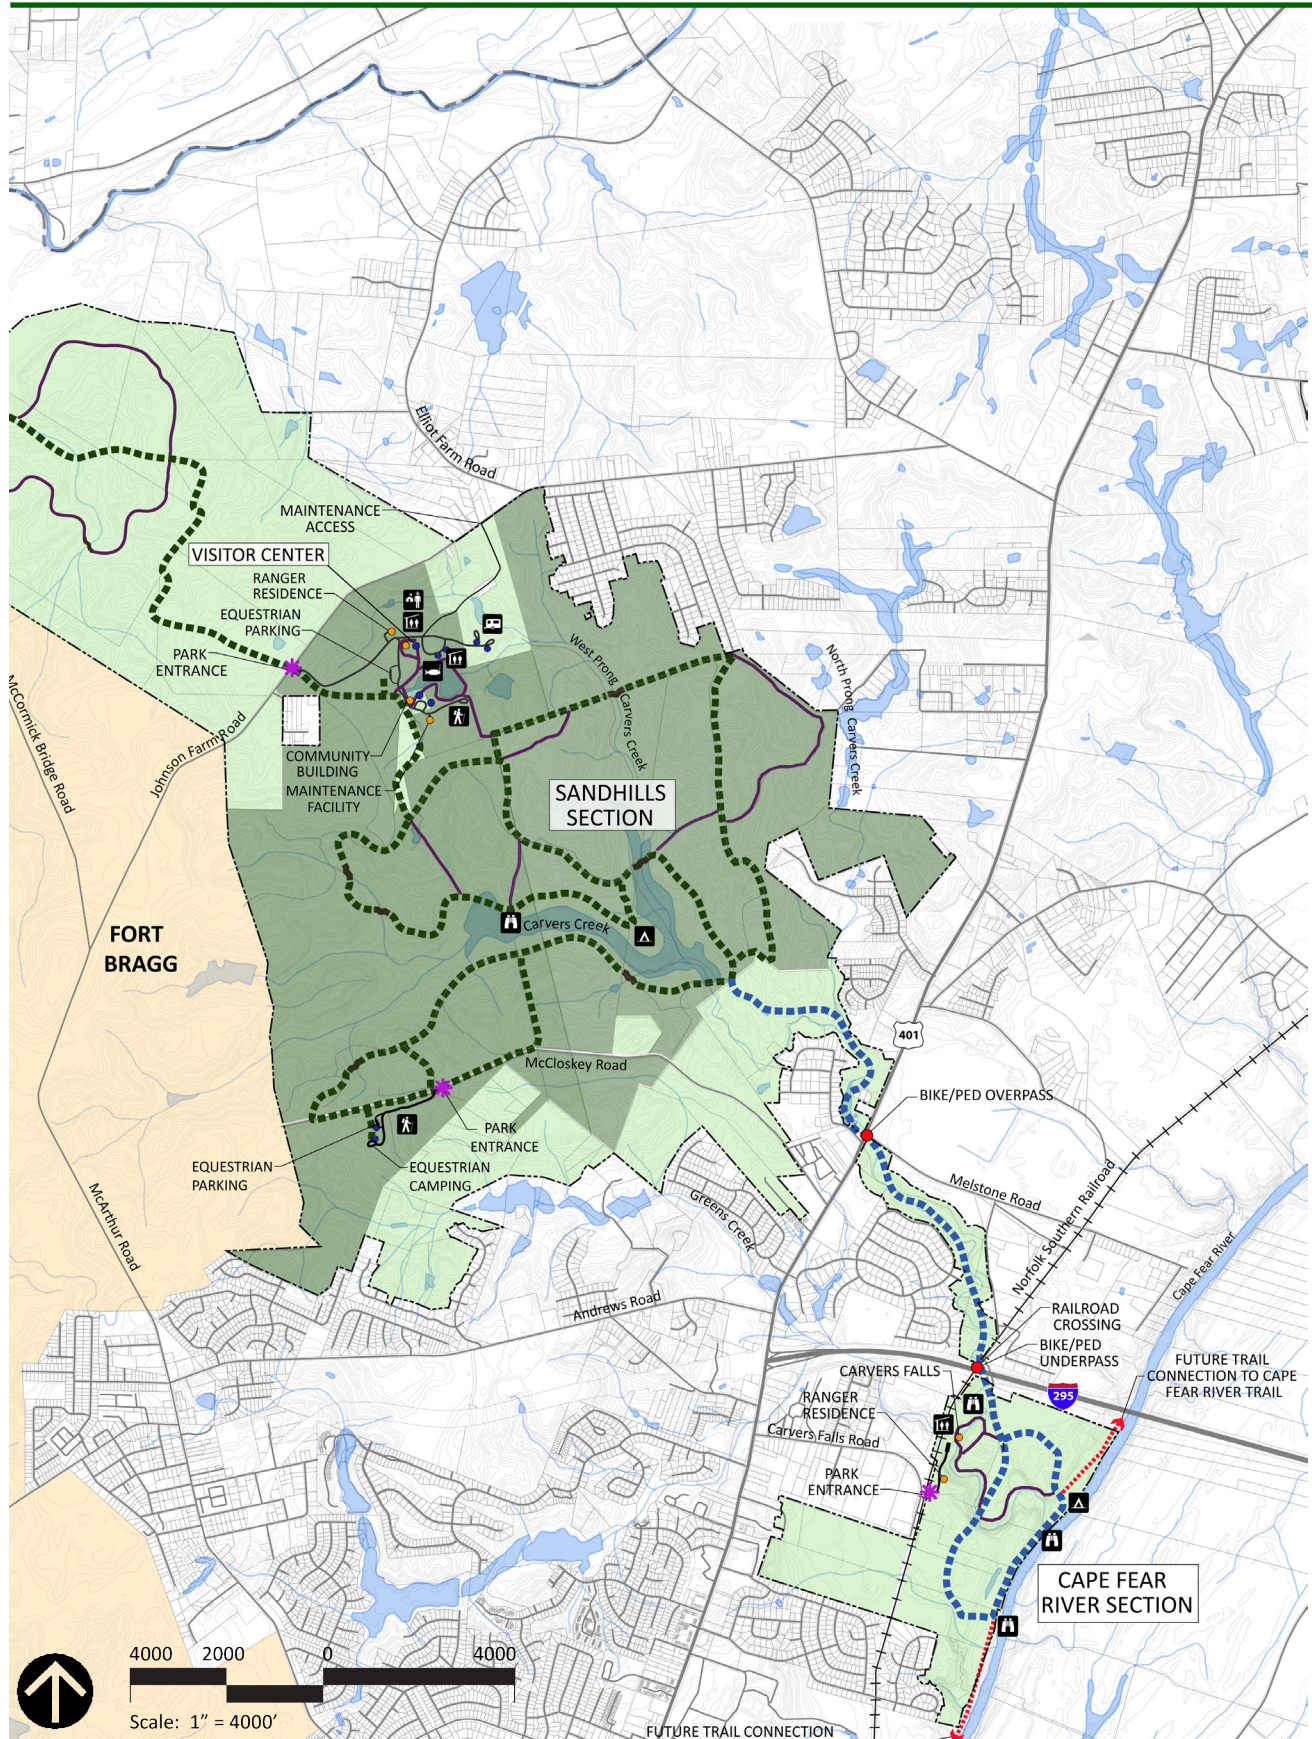 Elliot Farm Road
MAINTENANCE
ACCESS
VISITOR CENTER
RANGER
RESIDENCE
EQUESTRIAN
PARKING
PARK
ENTRANCE
West Prong Carvers Creek
North Prong Carvers Creek
McCormick Bridge Road
Johnson Farm Road
COMMUNITY
BUILDING
MAINTENANCE
FACILITY
SANDHILLS
SECTION
FORT
BRAGG
Carvers Creek
401
McCloskey Road
BIKE/PED OVERPASS
PARK
ENTRANCE
EQUESTRIAN
PARKING
EQUESTRIAN
CAMPING
McArthur Road
Greens Creek
Melstone Road
Norfolk Southern Railroad
Cape Fear River
Andrews Road
RAILROAD
CROSSING
BIKE/PED
UNDERPASS
CARVERS FALLS
FUTURE TRAIL
CONNECTION TO CAPE
FEAR RIVER TRAIL
295
RANGER
RESIDENCE
Carvers Falls Road
PARK
ENTRANCE
CAPE FEAR
RIVER SECTION
4000 2000 0 4000
Scale: 1” = 4000’
FUTURE TRAIL CONNECTION